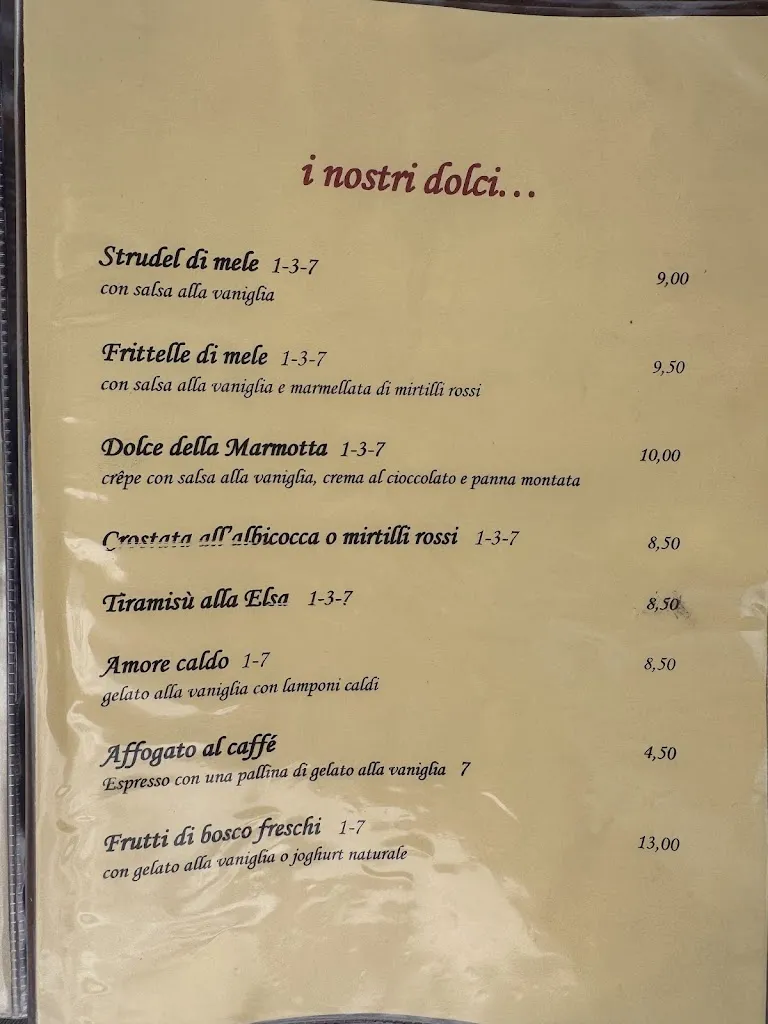 i nostri dolci...
Strudel di mele 1-3-7 9,00
con salsa alla vaniglia
Frittelle di mele 1-3-7 9,50
con salsa alla vaniglia e marmellata di mirtilli rossi
Dolce della Marmotta 1-3-7 10,00
crêpe con salsa alla vaniglia, crema al cioccolato e panna montata
Crostata all'albicocca o mirtilli rossi 1-3-7 8,50
Tiramisù alla Elsa 1-3-7 8,50
Amore caldo 1-7 8,50
gelato alla vaniglia con lamponi caldi
Affogato al caffé 4,50
Espresso con una pallina di gelato alla vaniglia 7
Frutti di bosco freschi 1-7 13,00
con gelato alla vaniglia o joghurt naturale